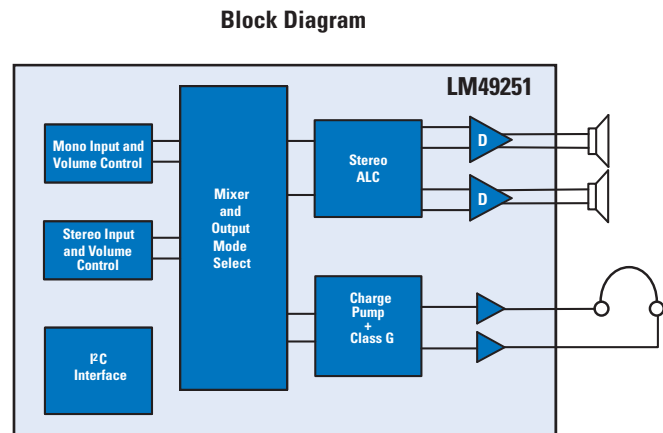 Block Diagram
LM49251
Mono Input and
Volume Control
Stereo Input
and Volume
Control
I²C
Interface
Mixer
and
Output
Mode
Select
Stereo
ALC
D
D
Charge
Pump
+
Class G